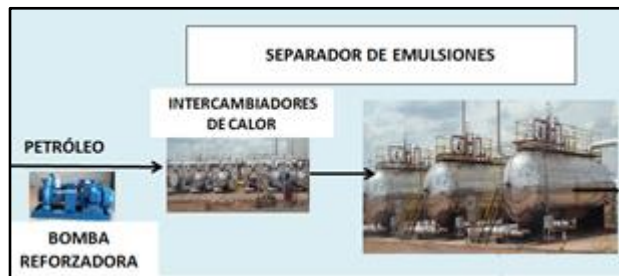 SEPARADOR DE EMULSIONES
INTERCAMBIADORES
DE CALOR
PETRÓLEO
BOMBA
REFORZADORA